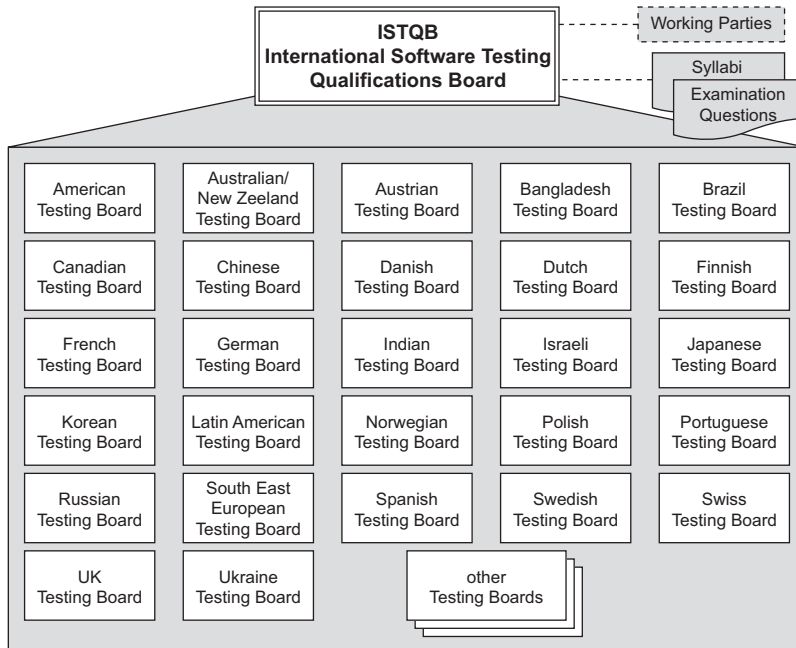 ISTQB
International Software Testing
Qualifications Board
Working Parties
Syllabi
Examination
Questions
American
Testing Board
Australian/
New Zeeland
Testing Board
Austrian
Testing Board
Bangladesh
Testing Board
Brazil
Testing Board
Canadian
Testing Board
Chinese
Testing Board
Danish
Testing Board
Dutch
Testing Board
Finnish
Testing Board
French
Testing Board
German
Testing Board
Indian
Testing Board
Israeli
Testing Board
Japanese
Testing Board
Korean
Testing Board
Latin American
Testing Board
Norwegian
Testing Board
Polish
Testing Board
Portuguese
Testing Board
Russian
Testing Board
South East
European
Testing Board
Spanish
Testing Board
Swedish
Testing Board
Swiss
Testing Board
UK
Testing Board
Ukraine
Testing Board
other
Testing Boards